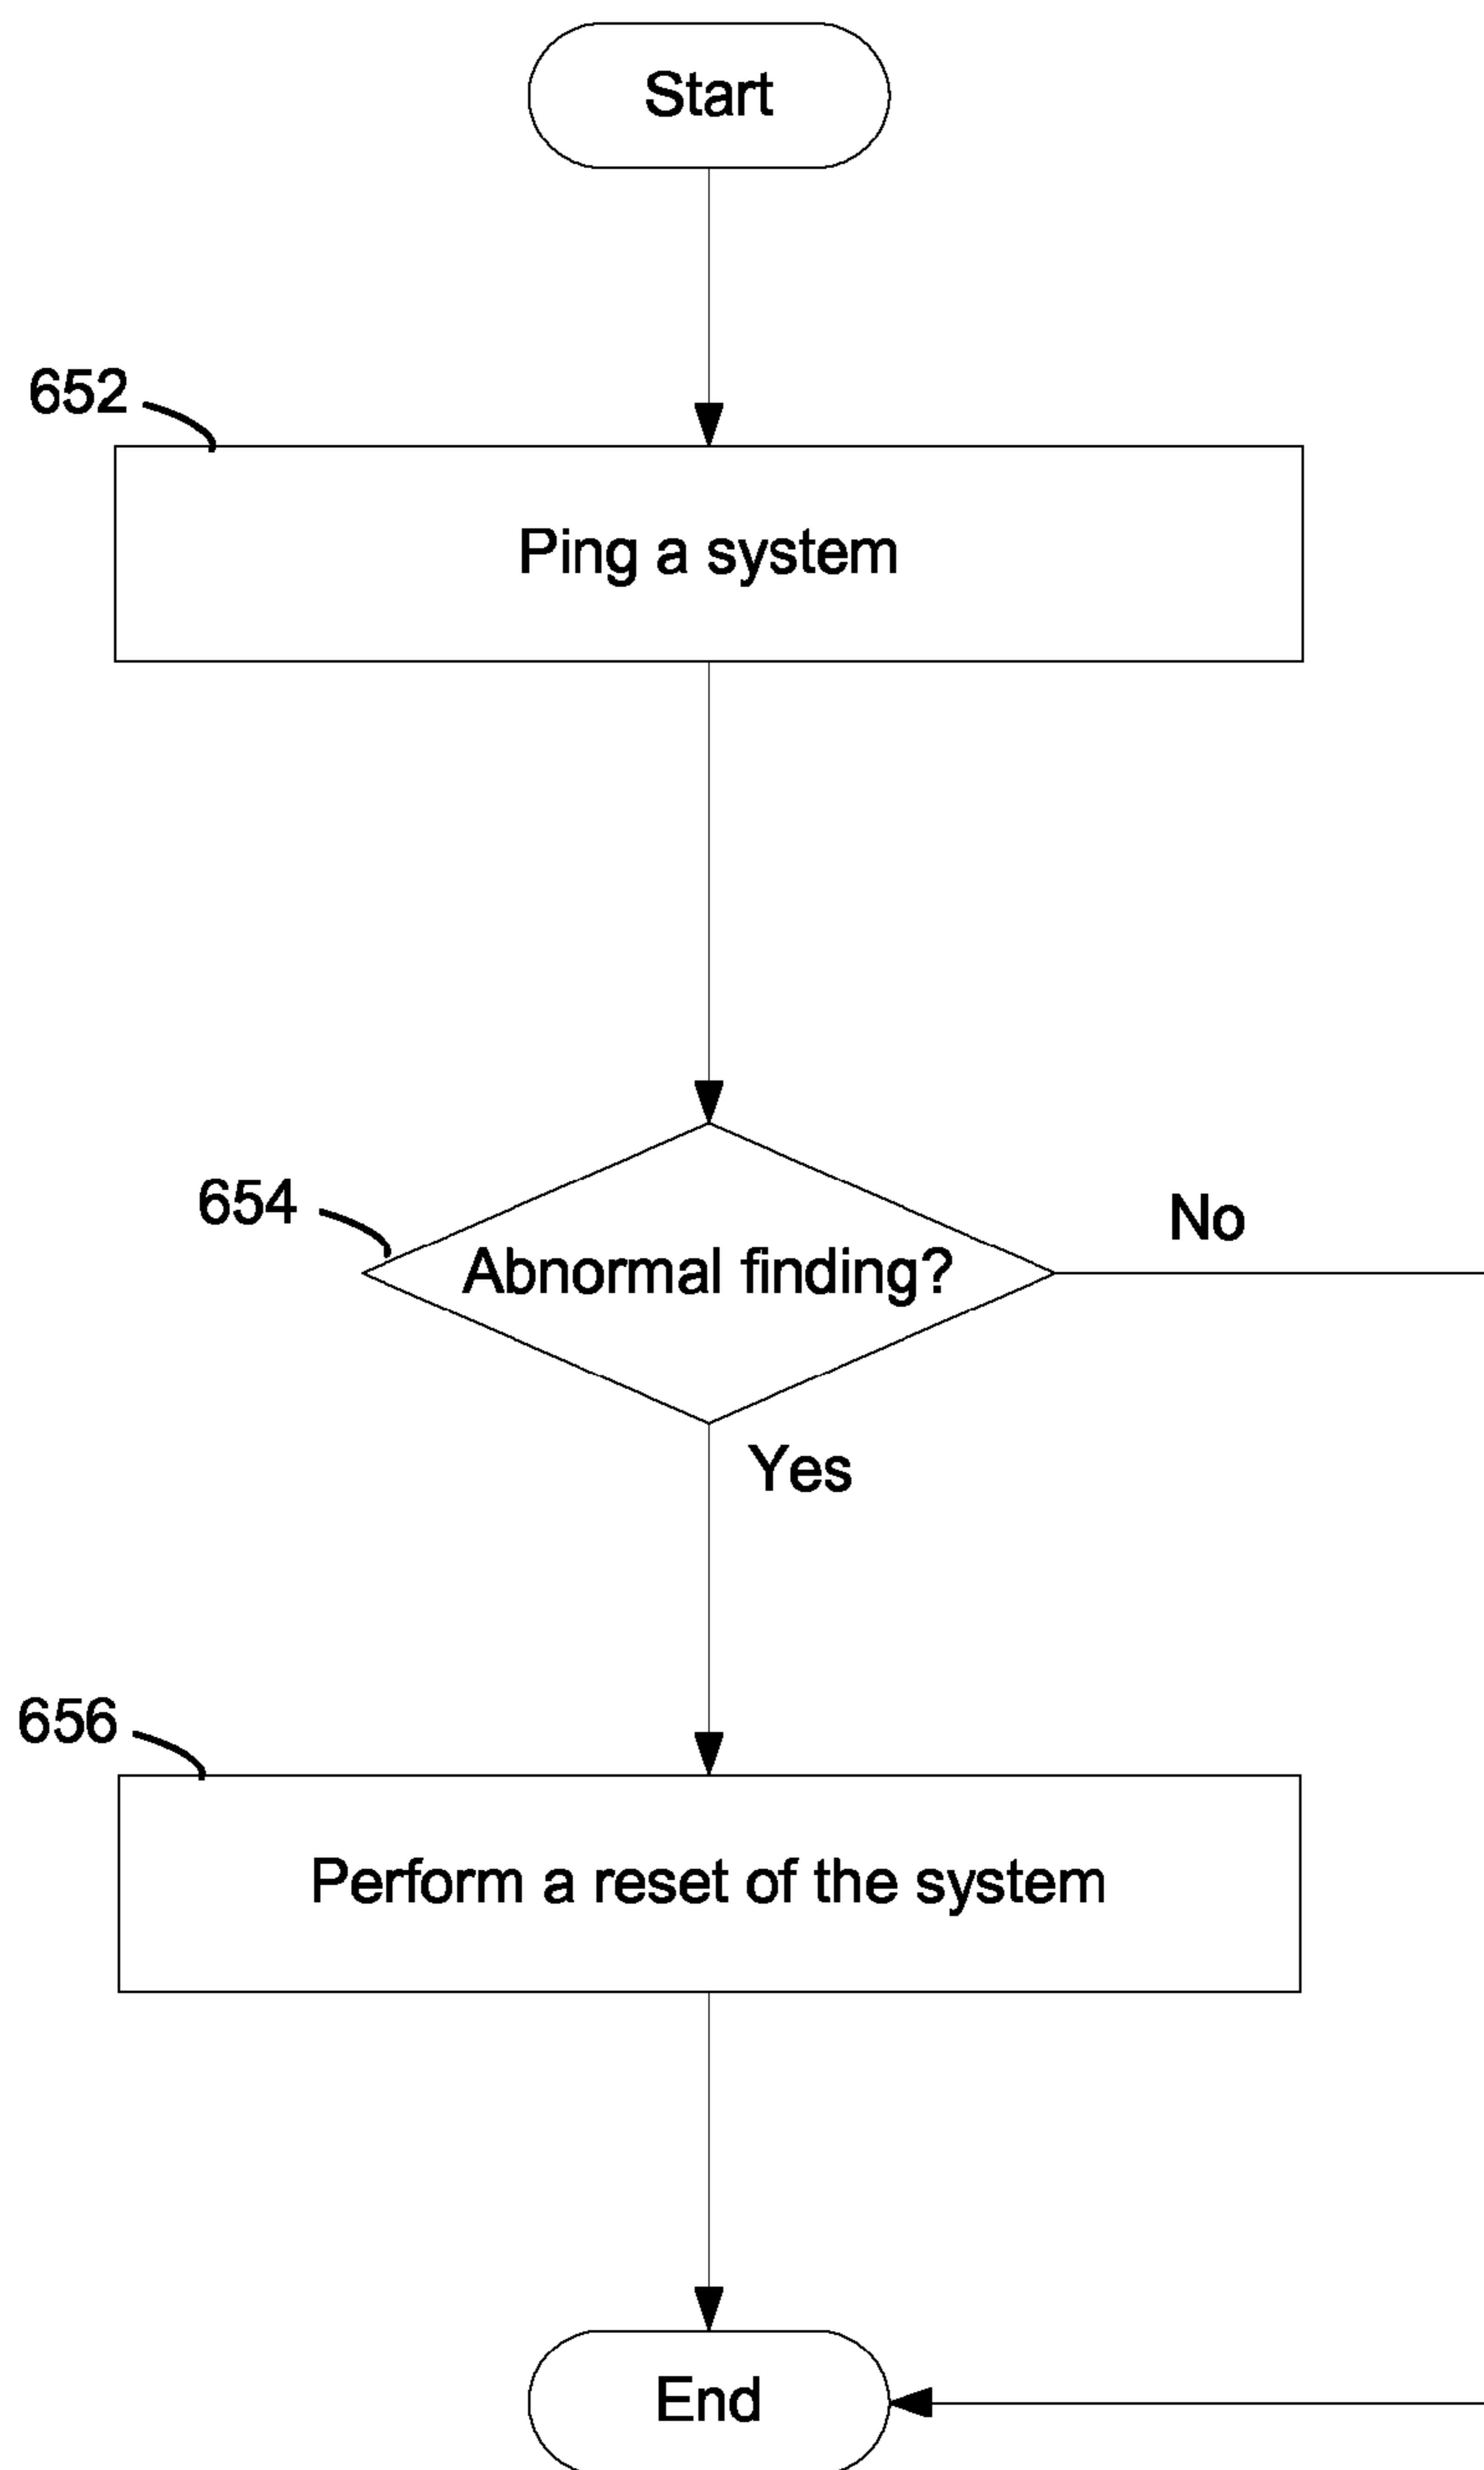 Start
652
Ping a system
654
Abnormal finding?
No
Yes
656
Perform a reset of the system
End